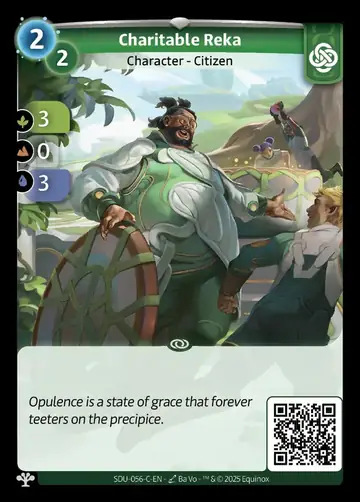 2
2
Charitable Reka
Character - Citizen
3
0
3
Opulence is a state of grace that forever
teeters on the precipice.
SDU-056-C-EN - Ba Vo - ™ & © 2025 Equinox